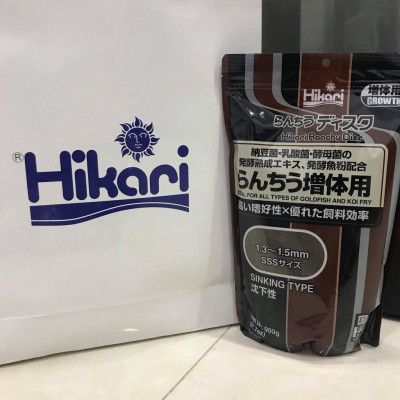 ®Hikari
Hikari
増体用
GROWTH
らんちうディスク
Hikari Ranchu Disc
納豆菌・乳酸菌・酵母菌の
発酵熟成エキス、発酵魚粉配合
らんちう増体用
FOR ALL TYPES OF GOLDFISH AND KOI FRY
高い嗜好性×優れた飼料効率
1.3～1.5mm
SSSサイズ
SINKING TYPE
沈下性
900g